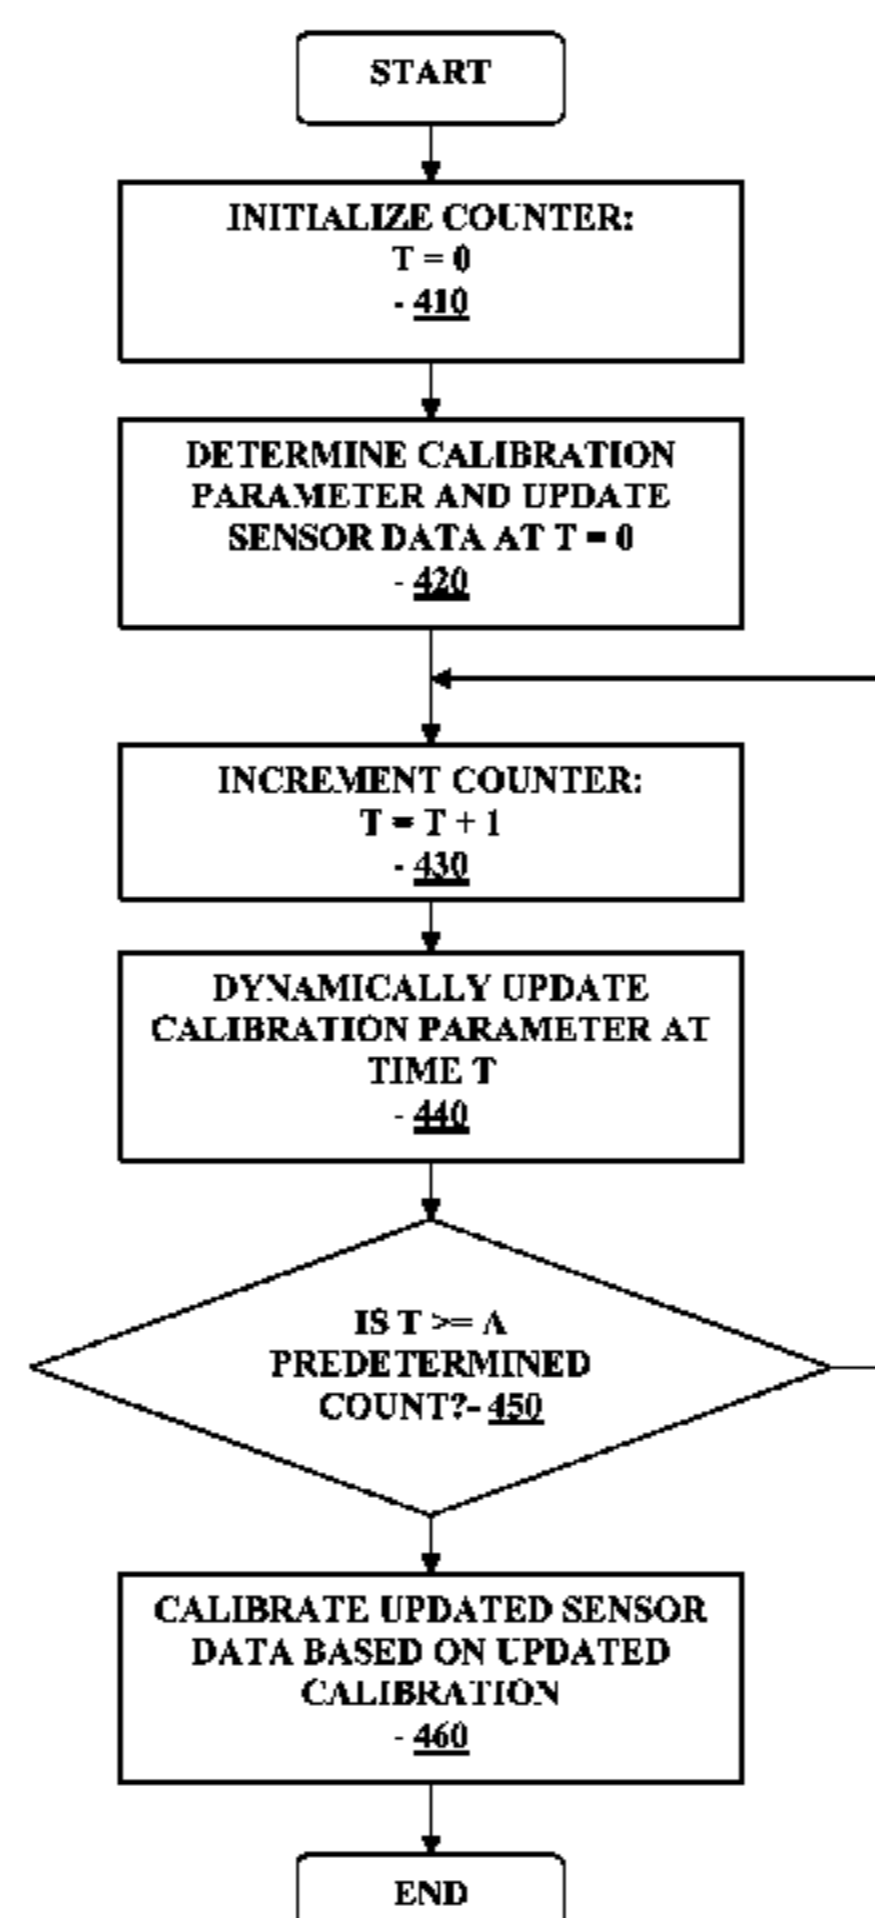 START
INITIALIZE COUNTER:
T = 0
- 410
DETERMINE CALIBRATION
PARAMETER AND UPDATE
SENSOR DATA AT T = 0
- 420
INCREMENT COUNTER:
T = T + 1
- 430
DYNAMICALLY UPDATE
CALIBRATION PARAMETER AT
TIME T
- 440
IS T >= A
PREDETERMINED
COUNT?- 450
CALIBRATE UPDATED SENSOR
DATA BASED ON UPDATED
CALIBRATION
- 460
END